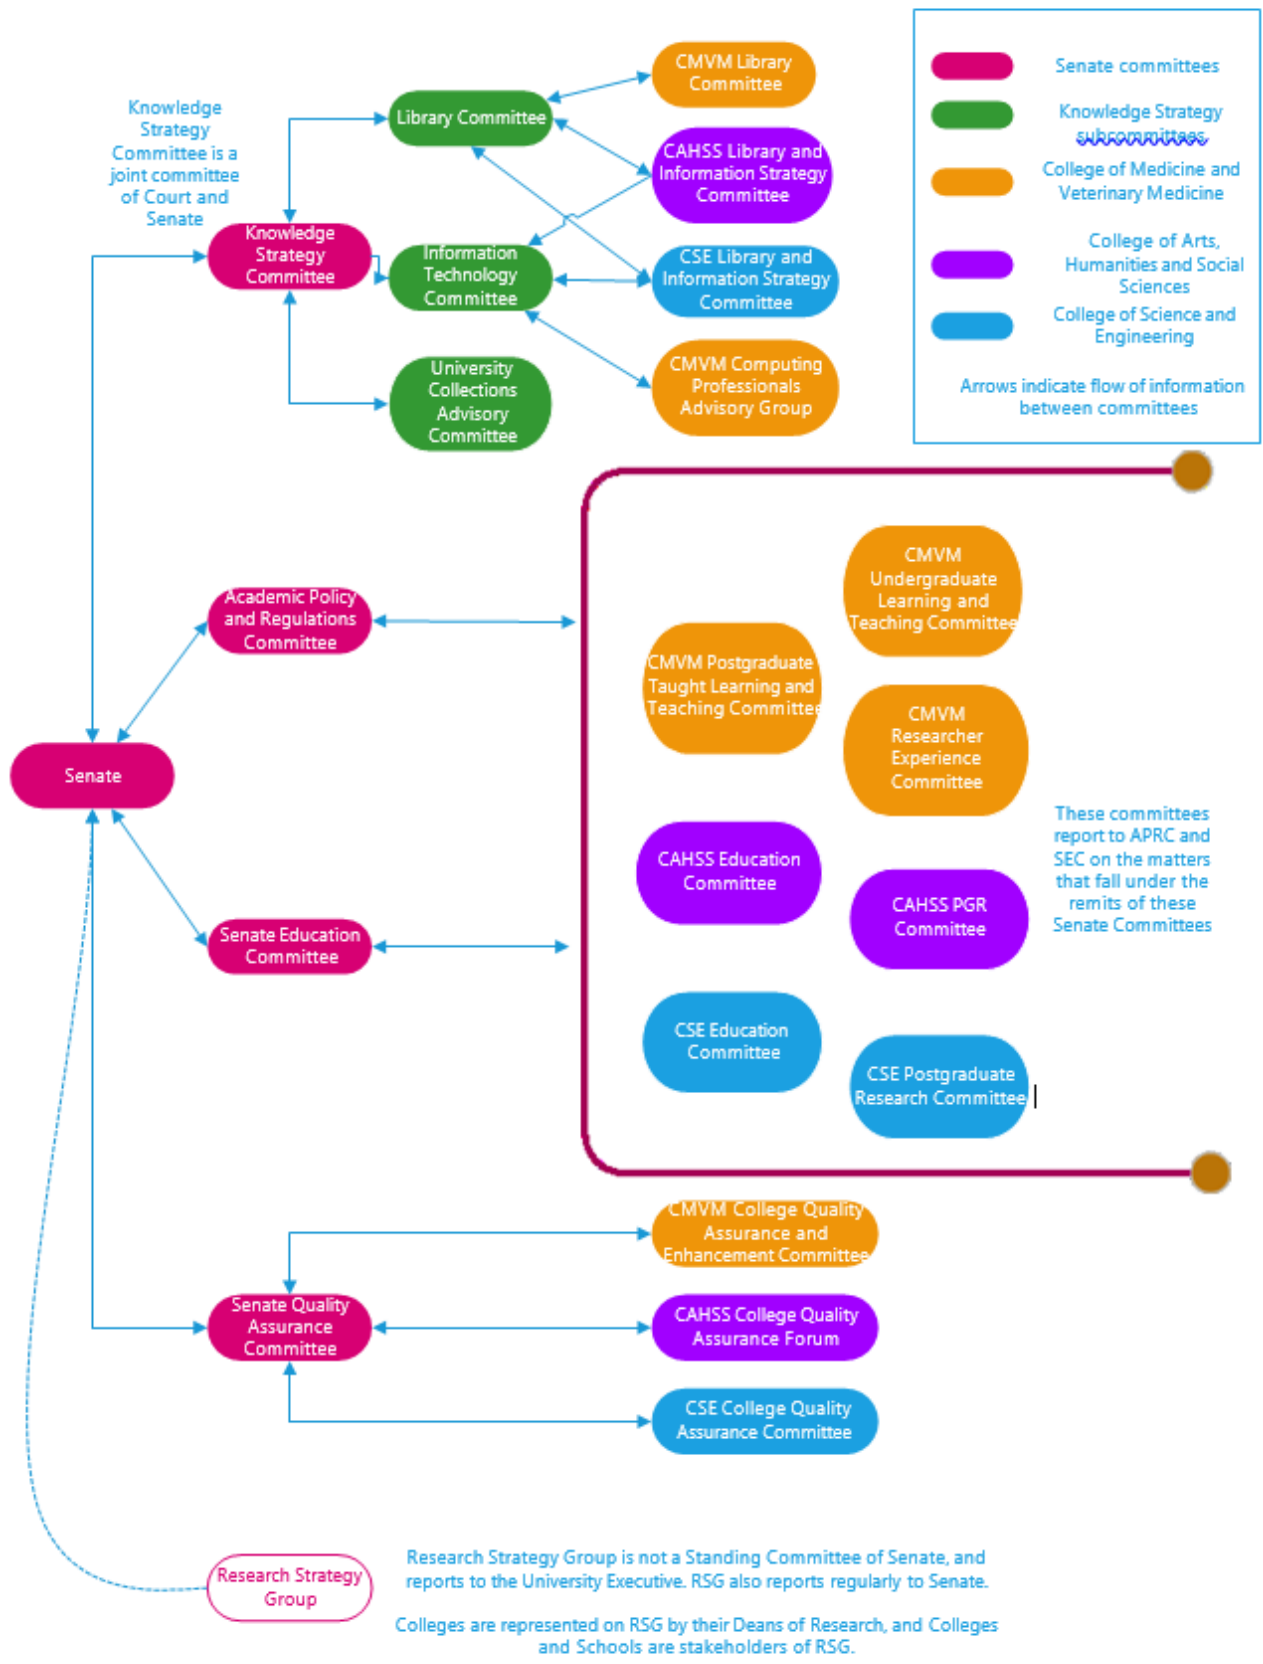 Knowledge
Strategy
Committee is a
joint committee
of Court and
Senate
Knowledge
Strategy
Committee
Library Committee
Information
Technology
Committee
University
Collections
Advisory
Committee
CMVM Library
Committee
CAHSS Library and
Information Strategy
Committee
CSE Library and
Information Strategy
Committee
CMVM Computing
Professionals
Advisory Group
Senate committees
Knowledge Strategy
subcommittees
College of Medicine and
Veterinary Medicine
College of Arts,
Humanities and Social
Sciences
College of Science and
Engineering
Arrows indicate flow of information
between committees
Academic Policy
and Regulations
Committee
Senate
Senate Education
Committee
CMVM
Undergraduate
Learning and
Teaching Committee
CMVM Postgraduate
Taught Learning and
Teaching Committee
CMVM
Researcher
Experience
Committee
CAHSS Education
Committee
CAHSS PGR
Committee
CSE Education
Committee
CSE Postgraduate
Research Committee
These committees
report to APRC and
SEC on the matters
that fall under the
remits of these
Senate Committees
Senate Quality
Assurance
Committee
CMVM College Quality
Assurance and
Enhancement Committee
CAHSS College Quality
Assurance Forum
CSE College Quality
Assurance Committee
Research Strategy
Group
Research Strategy Group is not a Standing Committee of Senate, and
reports to the University Executive. RSG also reports regularly to Senate.
Colleges are represented on RSG by their Deans of Research, and Colleges
and Schools are stakeholders of RSG.